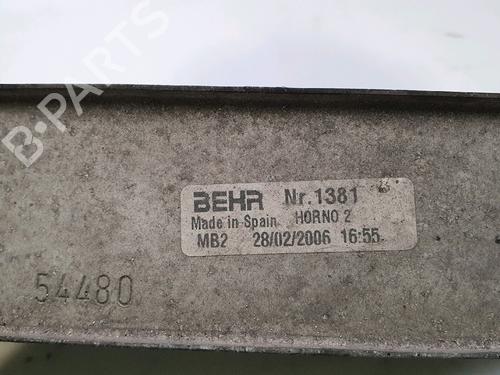 B-PARTS
BEHR Nr.1381
Made in Spain HORNO 2
MB2 28/02/2006 16:55
54480